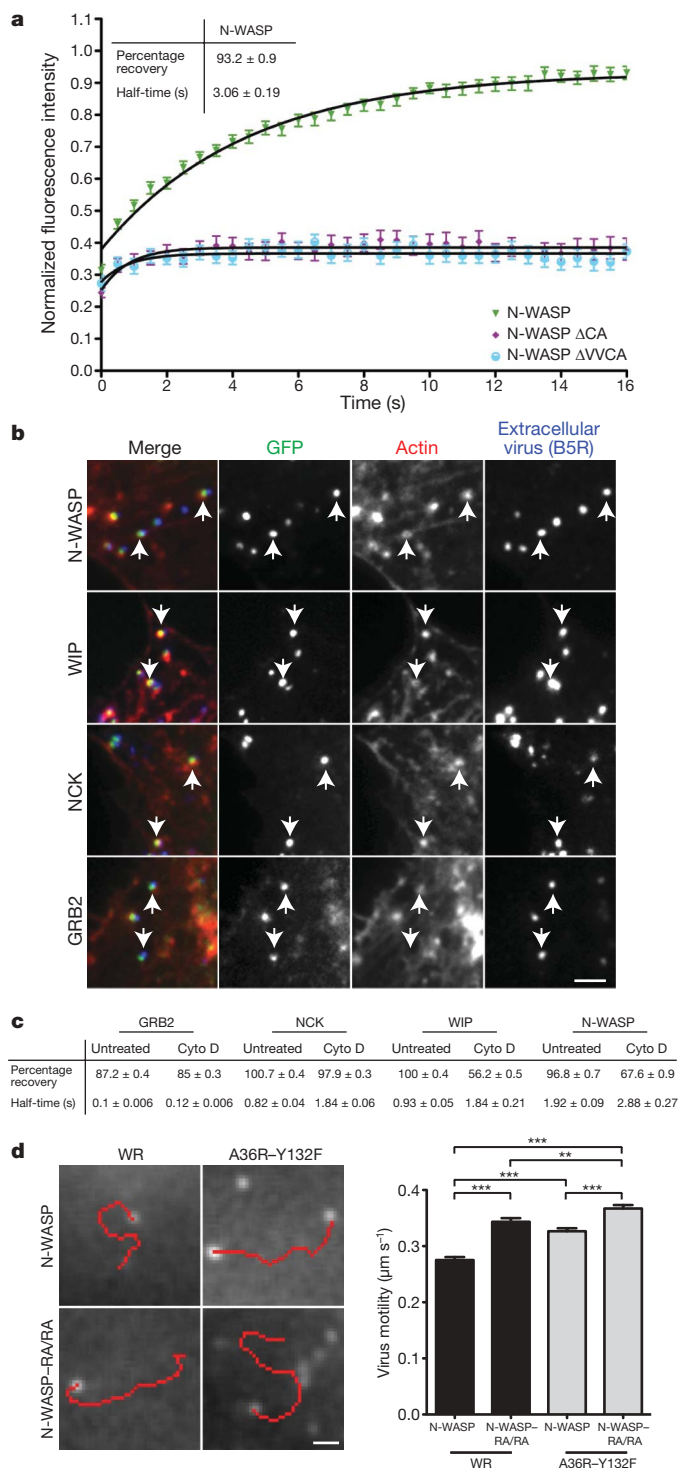 a
N-WASP
Percentage recovery 93.2 ± 0.9
Half-time (s) 3.06 ± 0.19
Normalized fluorescence intensity
1.1
1.0
0.9
0.8
0.7
0.6
0.5
0.4
0.3
0.2
0.1
0.0
N-WASP
N-WASP ΔCA
N-WASP ΔVVCA
0 2 4 6 8 10 12 14 16
Time (s)
b
Merge GFP Actin Extracellular virus (B5R)
N-WASP
WIP
NCK
GRB2
c
GRB2 NCK WIP N-WASP
Untreated Cyto D Untreated Cyto D Untreated Cyto D Untreated Cyto D
Percentage recovery 87.2 ± 0.4 85 ± 0.3 100.7 ± 0.4 97.9 ± 0.3 100 ± 0.4 56.2 ± 0.5 96.8 ± 0.7 67.6 ± 0.9
Half-time (s) 0.1 ± 0.006 0.12 ± 0.006 0.82 ± 0.04 1.84 ± 0.06 0.93 ± 0.05 1.84 ± 0.21 1.92 ± 0.09 2.88 ± 0.27
d
WR A36R–Y132F
N-WASP
N-WASP–RA/RA
***
**
***
*** ***
Virus motility (µm s⁻¹)
0.4
0.3
0.2
0.1
0.0
N-WASP N-WASP–RA/RA N-WASP N-WASP–RA/RA
WR A36R–Y132F